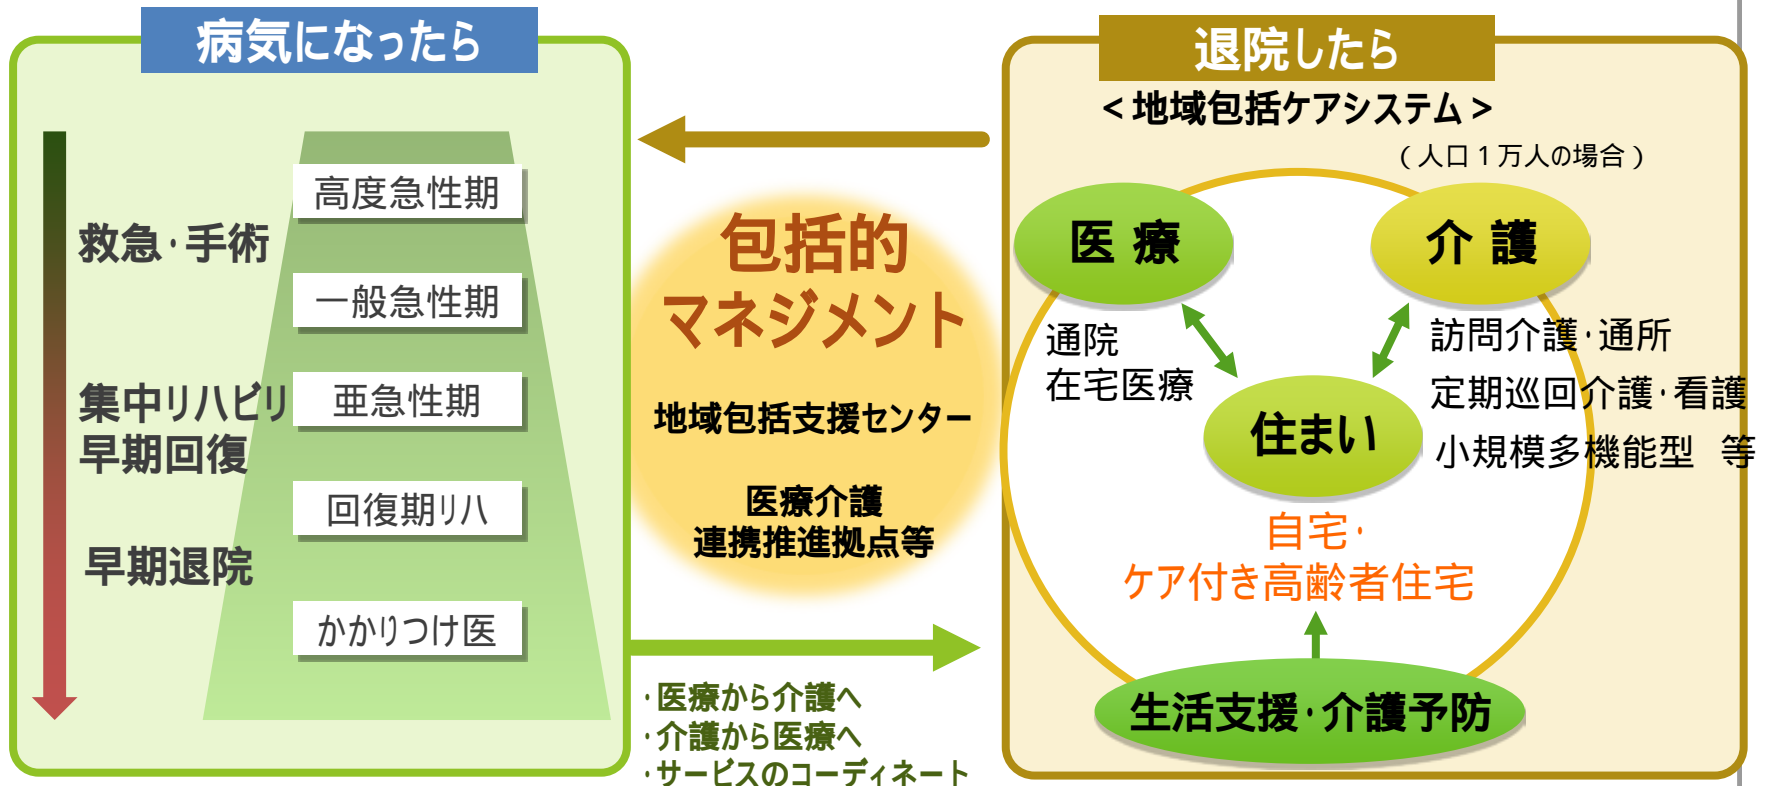 病気になったら
救急・手術
集中リハビリ
早期回復
早期退院
高度急性期
一般急性期
亜急性期
回復期リハ
かかりつけ医
包括的
マネジメント
地域包括支援センター
医療介護
連携推進拠点等
・医療から介護へ
・介護から医療へ
・サービスのコーディネート
退院したら
<地域包括ケアシステム>
(人口1万人の場合)
医療
介護
通院
在宅医療
訪問介護・通所
定期巡回介護・看護
小規模多機能型 等
住まい
自宅・
ケア付き高齢者住宅
生活支援・介護予防